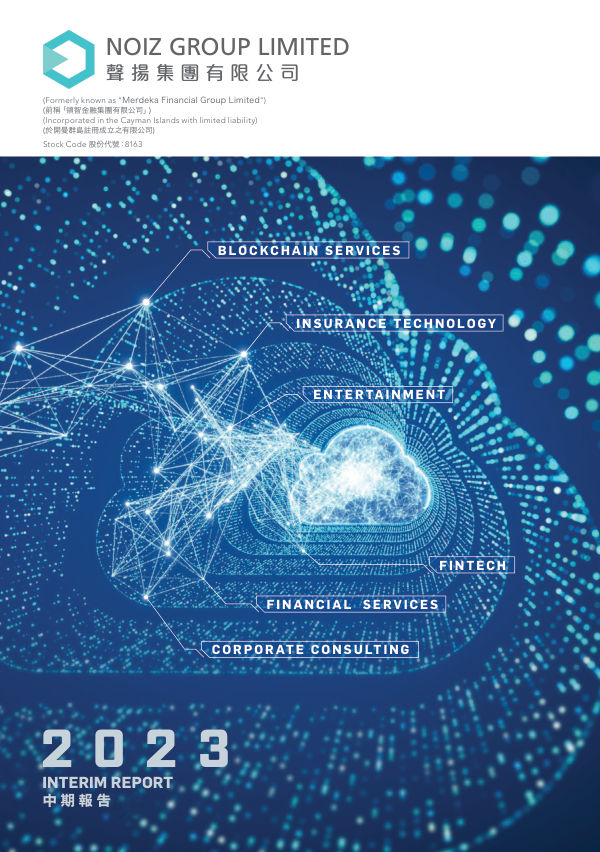 NOIZ GROUP LIMITED
聲揚集團有限公司
(Formerly known as "Merdeka Financial Group Limited")
(前稱「領智金融集團有限公司」)
(Incorporated in the Cayman Islands with limited liability)
(於開曼群島註冊成立之有限公司)
Stock Code 股份代號 : 8163
BLOCKCHAIN SERVICES
INSURANCE TECHNOLOGY
ENTERTAINMENT
FINTECH
FINANCIAL SERVICES
CORPORATE CONSULTING
2023
INTERIM REPORT
中期報告